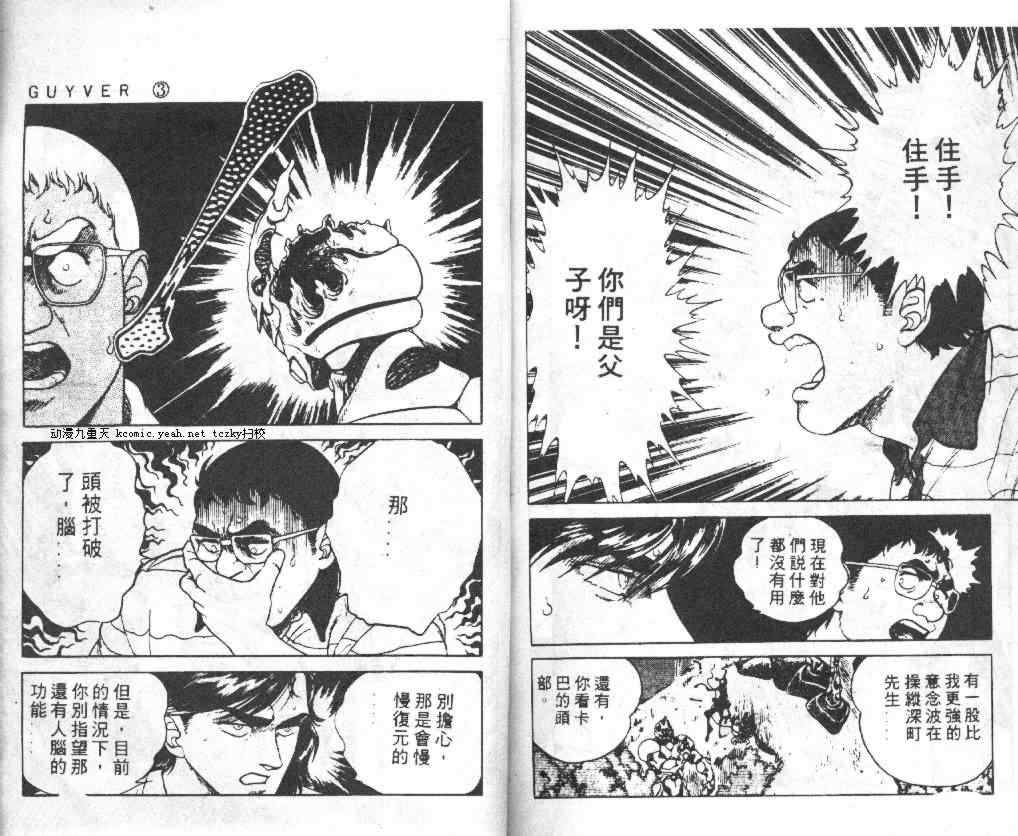 住手！
住手！
你們是父
子呀！
現在對他
們說什麼
都沒有用
了！
有一股比
我更強的
意念波在
操縱深町
先生……
還有，
你看卡
巴的頭
部。
GUYVER ③
动漫九重天 kcomic.yeah.net tczky扫校
那……
頭被打破
了，腦……
別擔心，
那是會慢
慢復元的
……
但是，目前
的情況下，
你別指望那
還有人腦的
功能……